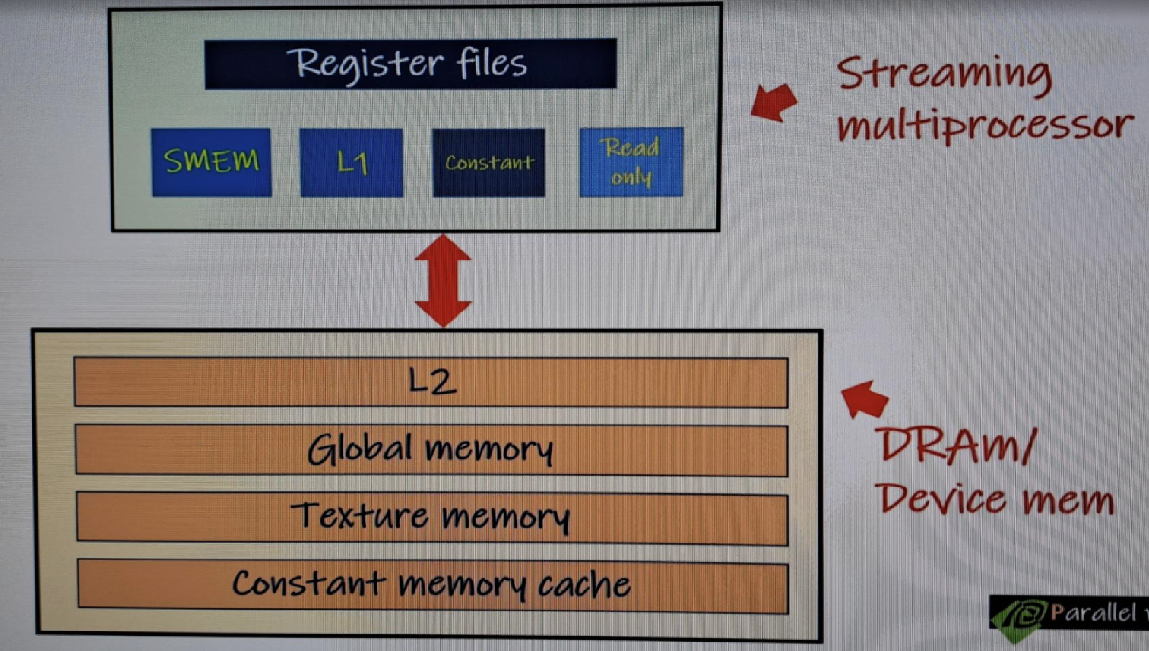 Register files
Streaming
multiprocessor
SMEM
L1
Constant
Read
only
L2
Global memory
DRAm/
Device mem
Texture memory
Constant memory cache
Parallel